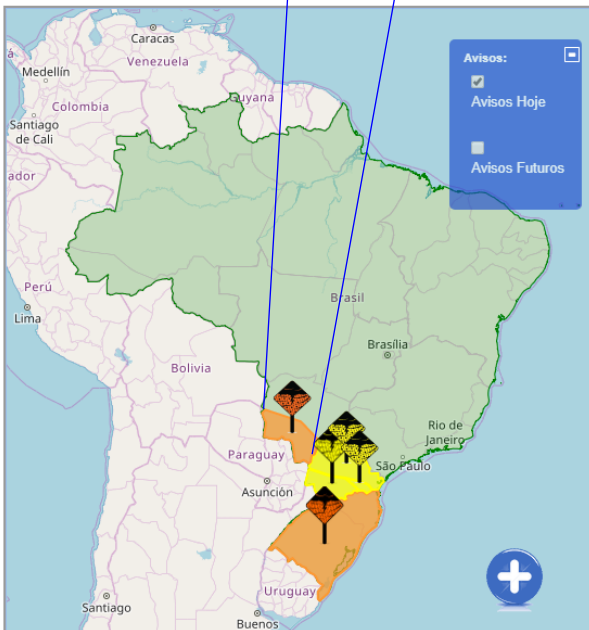 Caracas
Venezuela
Medellín
Colombia
Guyana
Santiago
de Cali
ador
Perú
Lima
Bolivia
Brasil
Brasília
Rio de
Janeiro
São Paulo
Paraguay
Asunción
Uruguay
Santiago
Buenos
Avisos:
Avisos Hoje
Avisos Futuros